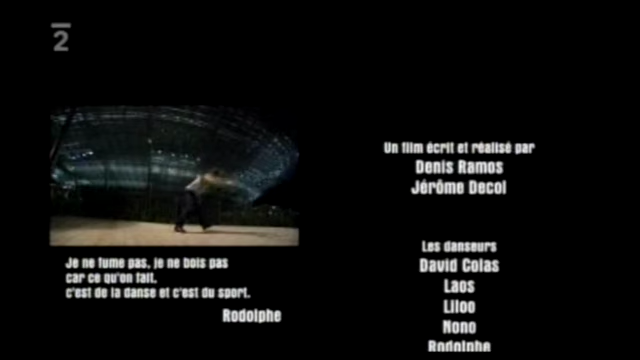 2
Je ne fume pas, je ne bois pas
car ce qu'on fait,
c'est de la danse et c'est du sport.
Rodolphe
Un film écrit et réalisé par
Denis Ramos
Jérôme Decol
Les danseurs
David Colas
Laos
Liloo
Nono
Rodolphe